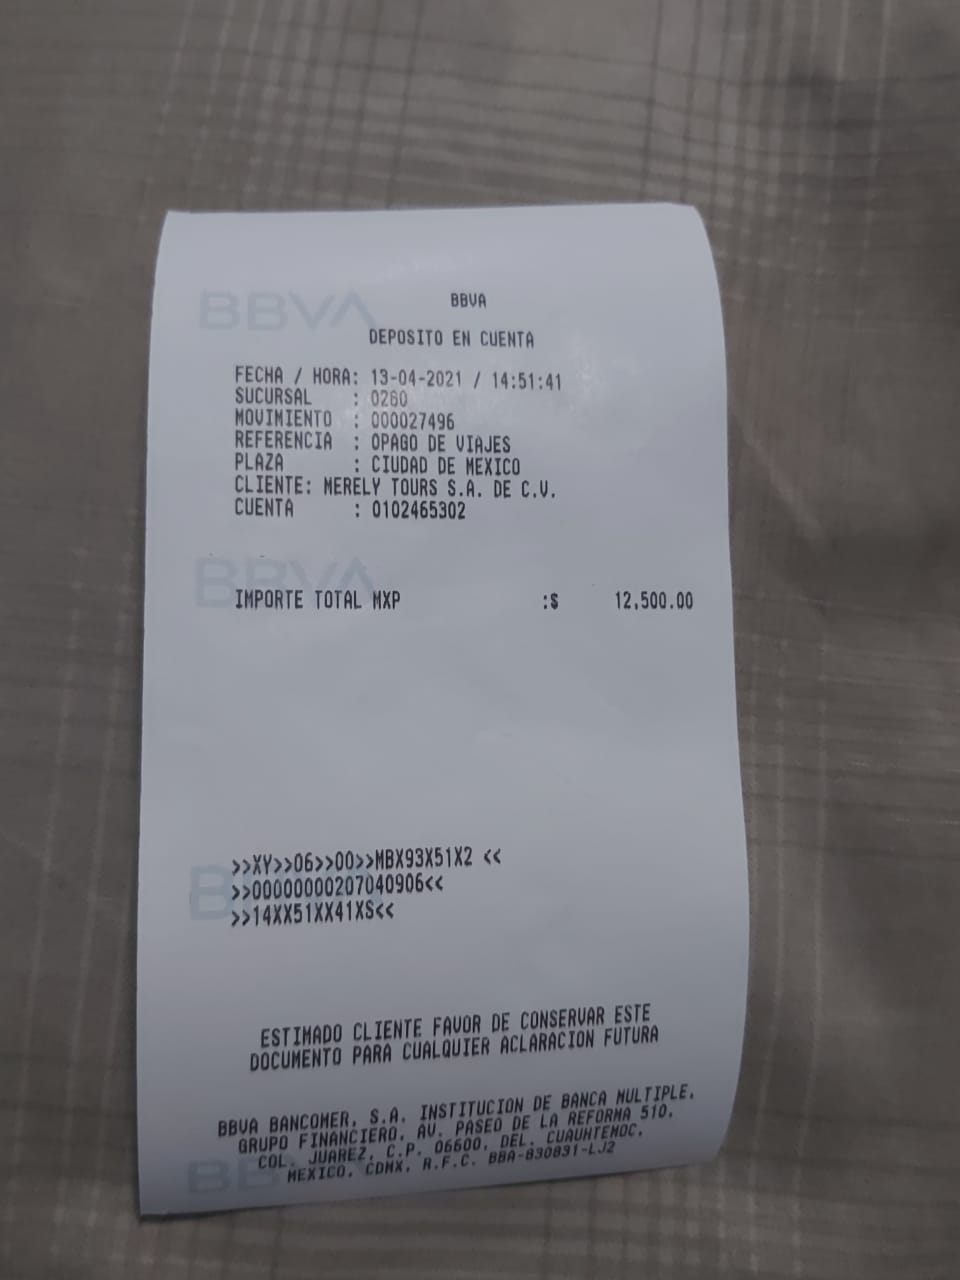 BBVA
BBVA
DEPOSITO EN CUENTA
FECHA / HORA: 13-04-2021 / 14:51:41
SUCURSAL : 0260
MOVIMIENTO : 000027496
REFERENCIA : OPAGO DE VIAJES
PLAZA : CIUDAD DE MEXICO
CLIENTE: MERELY TOURS S.A. DE C.V.
CUENTA : 0102465302
BBVA
IMPORTE TOTAL MXP :$ 12,500.00
>>XY>>06>>00>>MBX93X51X2 <<
>>00000000207040906<<
>>14XX51XX41XS<<
ESTIMADO CLIENTE FAVOR DE CONSERVAR ESTE
DOCUMENTO PARA CUALQUIER ACLARACION FUTURA
BBVA BANCOMER, S.A. INSTITUCION DE BANCA MULTIPLE.
GRUPO FINANCIERO, AV. PASEO DE LA REFORMA 510,
COL. JUAREZ, C.P. 06600, DEL. CUAUHTEMOC,
MEXICO, CDMX, R.F.C. BBA-830831-LJ2